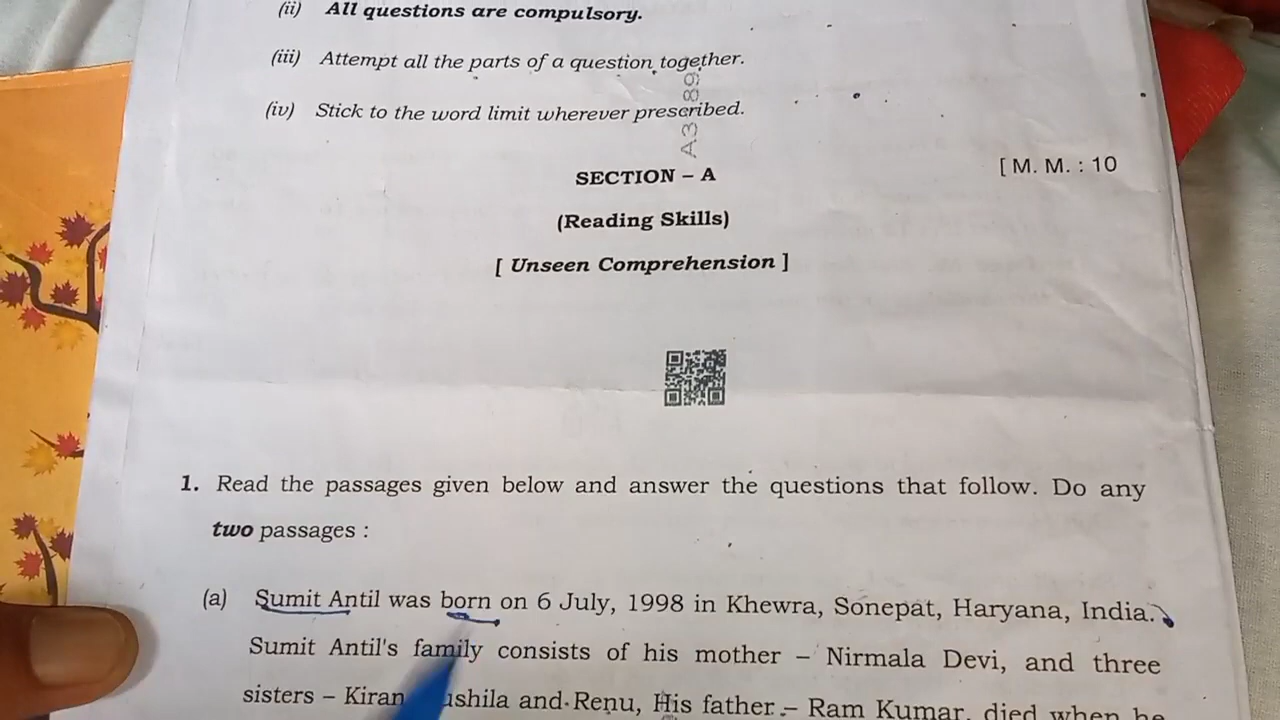 (ii) All questions are compulsory.
(iii) Attempt all the parts of a question together.
(iv) Stick to the word limit wherever prescribed.
SECTION – A
[ M. M. : 10
(Reading Skills)
[ Unseen Comprehension ]
1. Read the passages given below and answer the questions that follow. Do any
two passages :
(a) Sumit Antil was born on 6 July, 1998 in Khewra, Sonepat, Haryana, India.
Sumit Antil's family consists of his mother – Nirmala Devi, and three
sisters – Kiran and Renu, His father – Ram Kumar, died when he